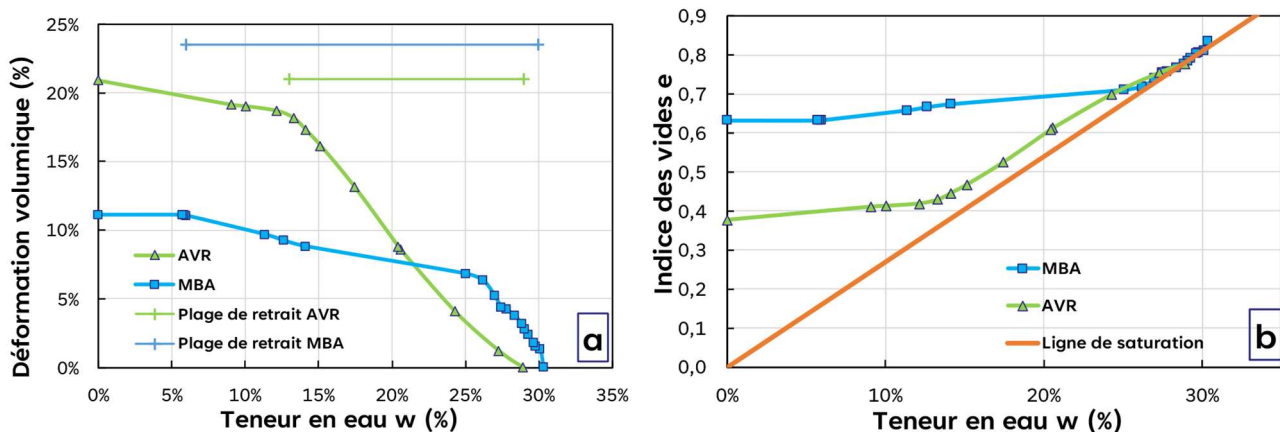 25%
20%
15%
10%
5%
0%
Déformation volumique (%)
AVR
MBA
Plage de retrait AVR
Plage de retrait MBA
a
0% 5% 10% 15% 20% 25% 30% 35%
Teneur en eau w (%)
0,9
0,8
0,7
0,6
0,5
0,4
0,3
0,2
0,1
0,0
Indice des vides e
MBA
AVR
Ligne de saturation
b
0% 10% 20% 30%
Teneur en eau w (%)